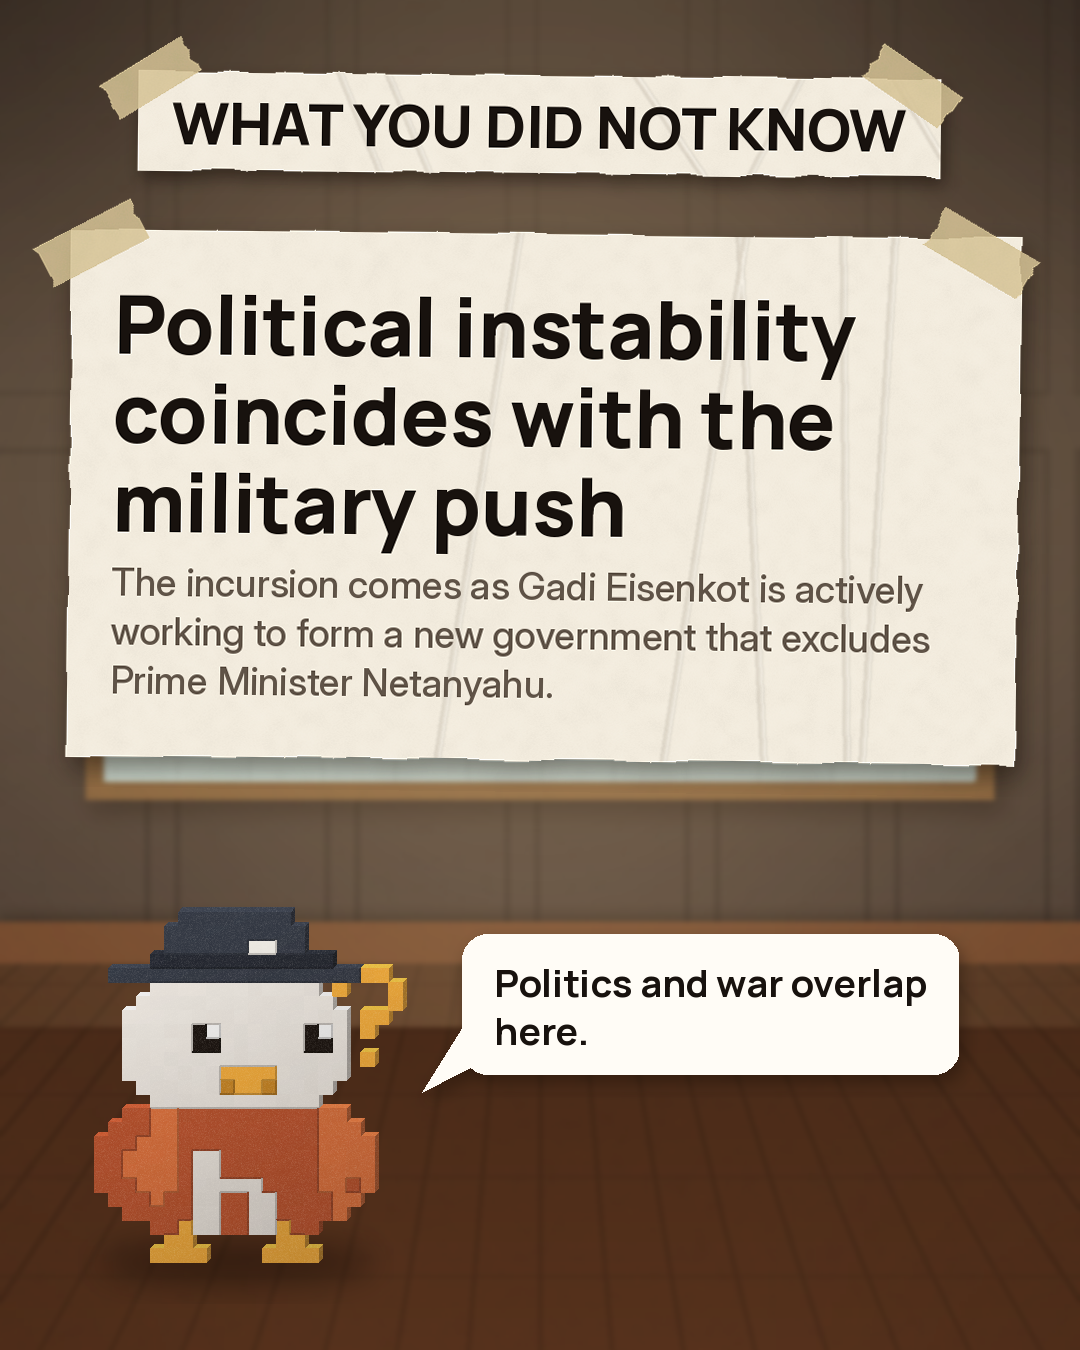 WHAT YOU DID NOT KNOW
Political instability
coincides with the
military push
The incursion comes as Gadi Eisenkot is actively
working to form a new government that excludes
Prime Minister Netanyahu.
Politics and war overlap
here.
?
h